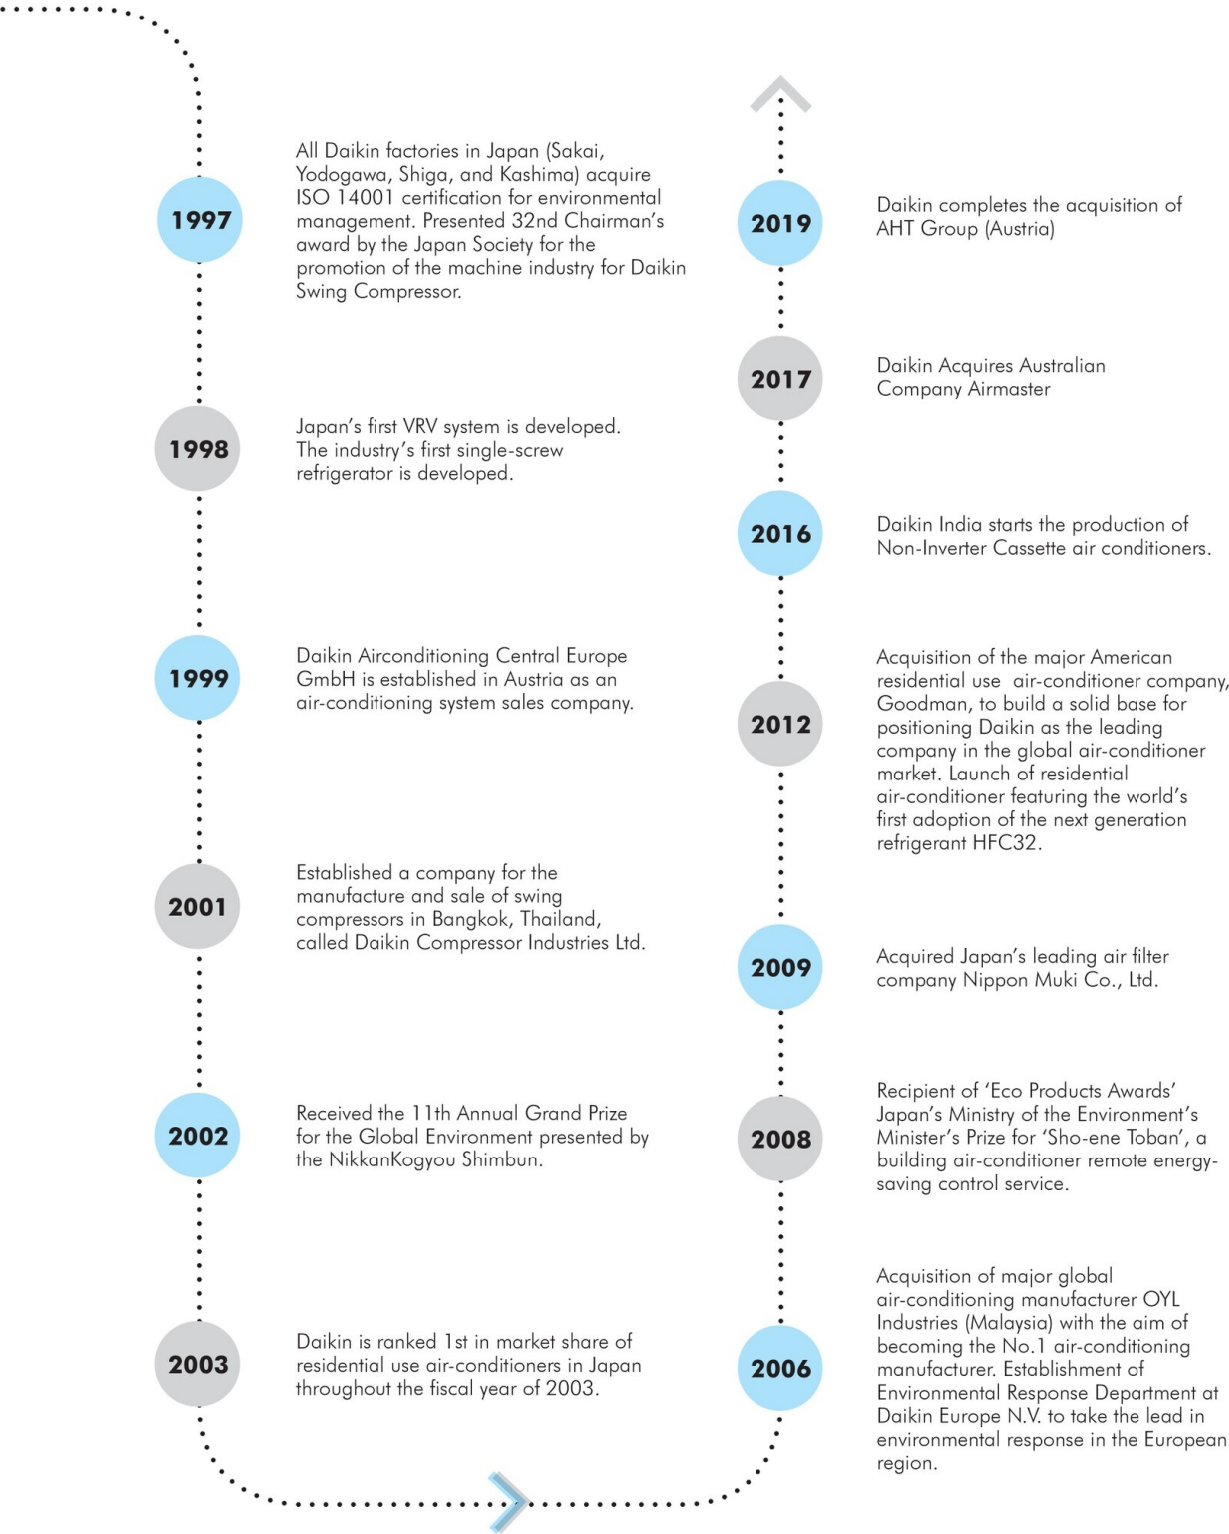 1997
All Daikin factories in Japan (Sakai,
Yodogawa, Shiga, and Kashima) acquire
ISO 14001 certification for environmental
management. Presented 32nd Chairman's
award by the Japan Society for the
promotion of the machine industry for Daikin
Swing Compressor.
1998
Japan's first VRV system is developed.
The industry's first single-screw
refrigerator is developed.
1999
Daikin Airconditioning Central Europe
GmbH is established in Austria as an
air-conditioning system sales company.
2001
Established a company for the
manufacture and sale of swing
compressors in Bangkok, Thailand,
called Daikin Compressor Industries Ltd.
2002
Received the 11th Annual Grand Prize
for the Global Environment presented by
the NikkanKogyou Shimbun.
2003
Daikin is ranked 1st in market share of
residential use air-conditioners in Japan
throughout the fiscal year of 2003.
2006
Acquisition of major global
air-conditioning manufacturer OYL
Industries (Malaysia) with the aim of
becoming the No.1 air-conditioning
manufacturer. Establishment of
Environmental Response Department at
Daikin Europe N.V. to take the lead in
environmental response in the European
region.
2008
Recipient of ‘Eco Products Awards’
Japan's Ministry of the Environment's
Minister's Prize for ‘Sho-ene Toban’, a
building air-conditioner remote energy-
saving control service.
2009
Acquired Japan's leading air filter
company Nippon Muki Co., Ltd.
2012
Acquisition of the major American
residential use air-conditioner company,
Goodman, to build a solid base for
positioning Daikin as the leading
company in the global air-conditioner
market. Launch of residential
air-conditioner featuring the world's
first adoption of the next generation
refrigerant HFC32.
2016
Daikin India starts the production of
Non-Inverter Cassette air conditioners.
2017
Daikin Acquires Australian
Company Airmaster
2019
Daikin completes the acquisition of
AHT Group (Austria)